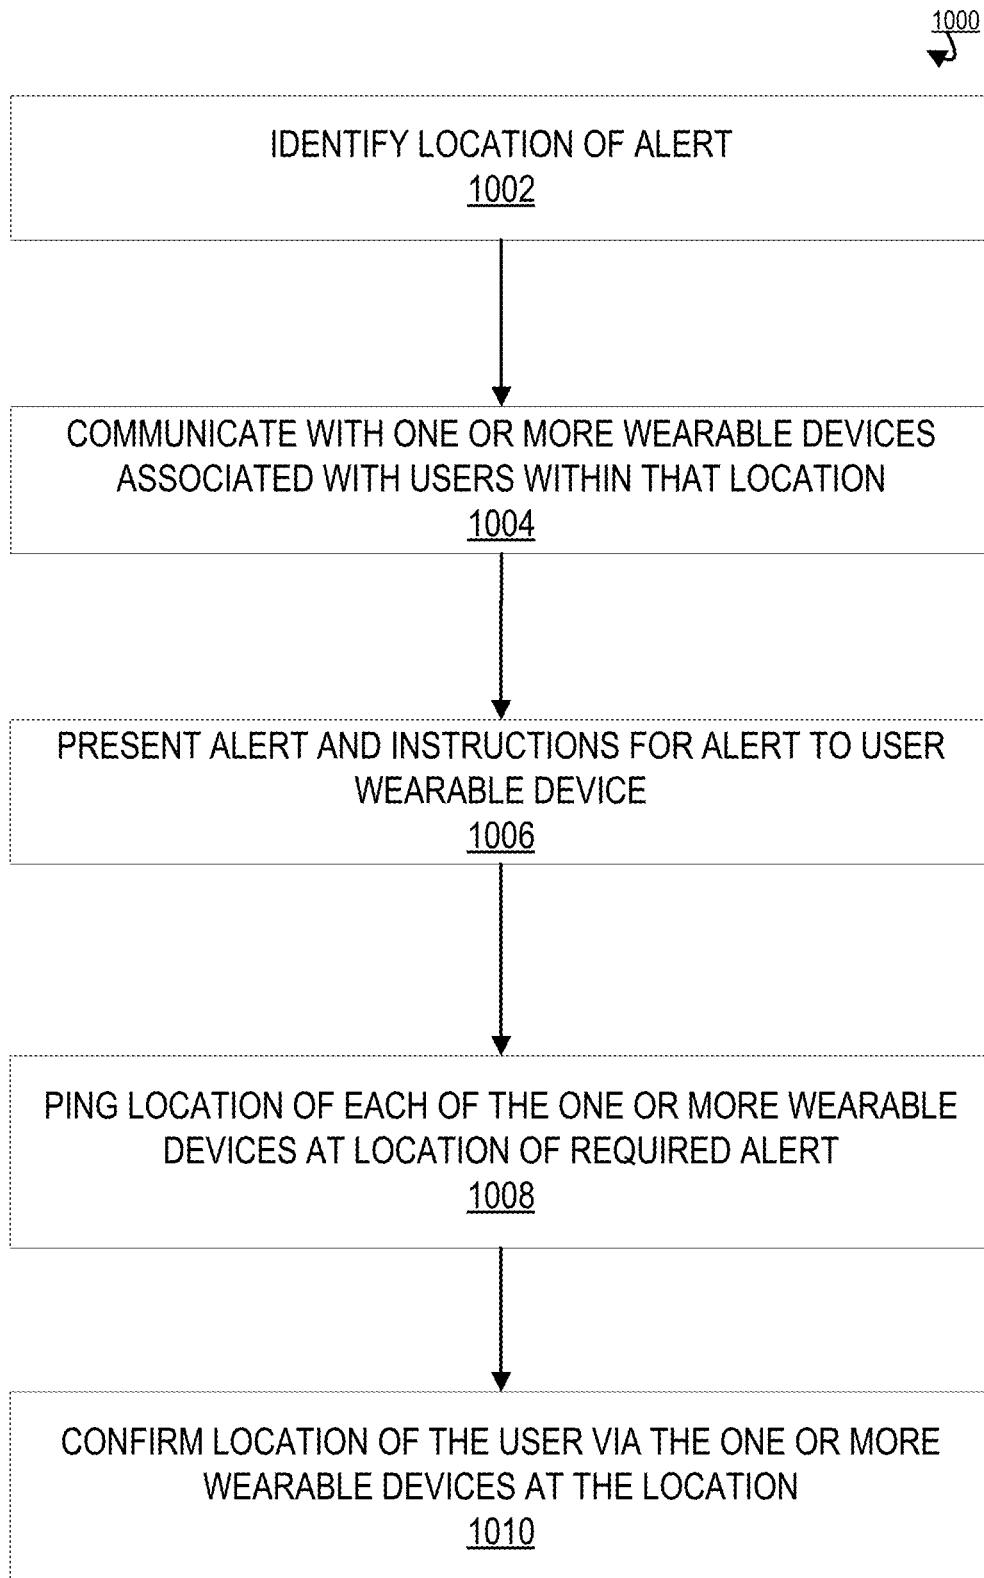 1000
IDENTIFY LOCATION OF ALERT
1002
COMMUNICATE WITH ONE OR MORE WEARABLE DEVICES
ASSOCIATED WITH USERS WITHIN THAT LOCATION
1004
PRESENT ALERT AND INSTRUCTIONS FOR ALERT TO USER
WEARABLE DEVICE
1006
PING LOCATION OF EACH OF THE ONE OR MORE WEARABLE
DEVICES AT LOCATION OF REQUIRED ALERT
1008
CONFIRM LOCATION OF THE USER VIA THE ONE OR MORE
WEARABLE DEVICES AT THE LOCATION
1010